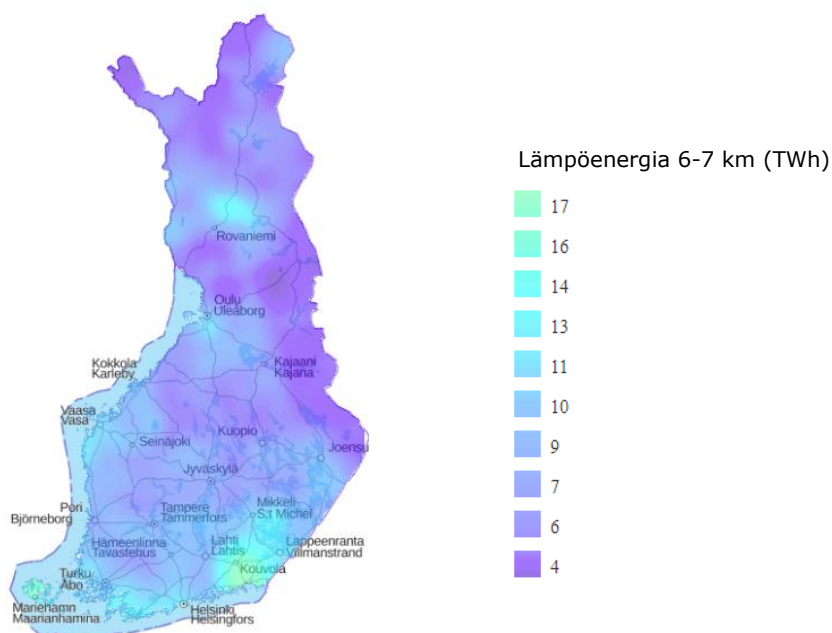 Lämpöenergia 6-7 km (TWh)
17
16
14
13
11
10
9
7
6
4
Rovaniemi
Oulu
Uleåborg
Kokkola
Karleby
Kajaani
Kajana
Vaasa
Vasa
Seinäjoki
Kuopio
Joensu
Jyväskylä
Pori
Björneborg
Tampere
Tammerfors
Mikkeli
S:t Michel
Hämeenlinna
Tavastehus
Lahti
Lahtis
Lappeenranta
Villmanstrand
Kouvola
Turku
Åbo
Mariehamn
Maarianhamina
Helsinki
Helsingfors